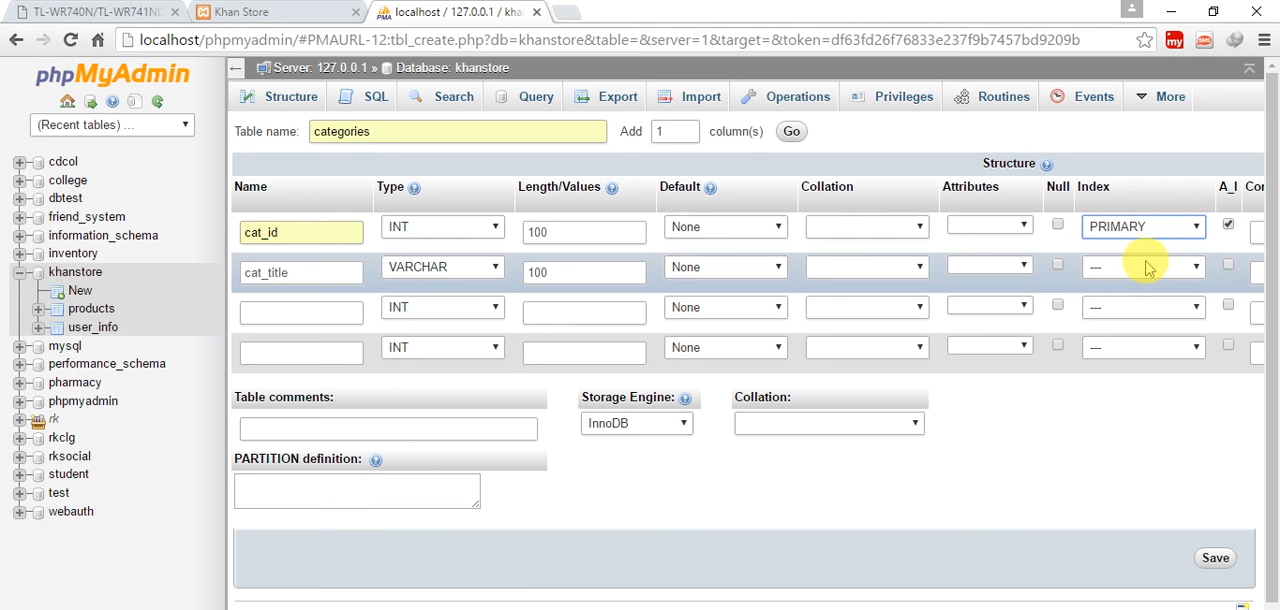 TL-WR740N/TL-WR741ND
Khan Store
localhost / 127.0.0.1 / kha
localhost/phpmyadmin/#PMAURL-12:tbl_create.php?db=khanstore&table=&server=1&target=&token=df63fd26f76833e237f9b7457bd9209b
phpMyAdmin
(Recent tables) ...
cdcol
college
dbtest
friend_system
information_schema
inventory
khanstore
New
products
user_info
mysql
performance_schema
pharmacy
phpmyadmin
rk
rkclg
rksocial
student
test
webauth
Server: 127.0.0.1 » Database: khanstore
Structure SQL Search Query Export Import Operations Privileges Routines Events More
Table name: categories Add 1 column(s) Go
Structure
Name Type Length/Values Default Collation Attributes Null Index A_I Co
cat_id INT 100 None PRIMARY
cat_title VARCHAR 100 None ---
INT None ---
INT None ---
Table comments: Storage Engine: Collation:
InnoDB
PARTITION definition:
Save